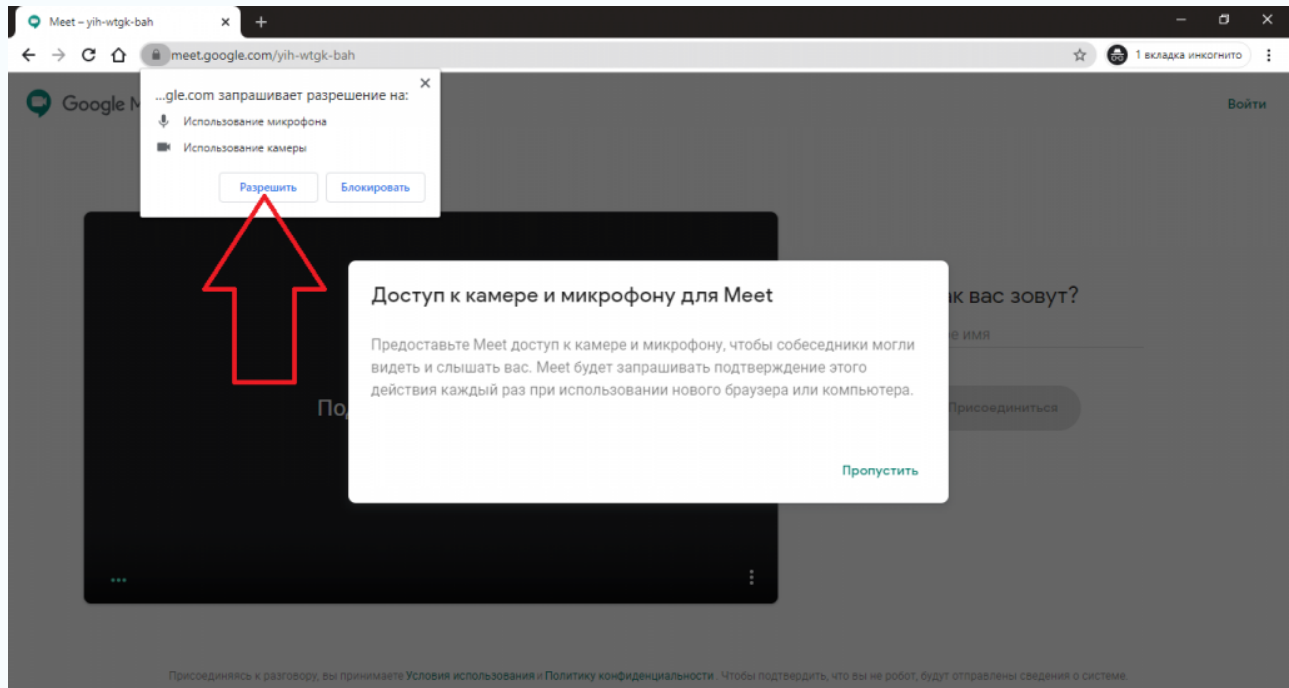 Meet – yih-wtgk-bah
meet.google.com/yih-wtgk-bah
1 вкладка инкогнито
Google M
Войти
...gle.com запрашивает разрешение на:
Использование микрофона
Использование камеры
Разрешить
Блокировать
Доступ к камере и микрофону для Meet
Предоставьте Meet доступ к камере и микрофону, чтобы собеседники могли
видеть и слышать вас. Meet будет запрашивать подтверждение этого
действия каждый раз при использовании нового браузера или компьютера.
Пропустить
ак вас зовут?
е имя
Присоединиться
По
Присоединяясь к разговору, вы принимаете Условия использования и Политику конфиденциальности. Чтобы подтвердить, что вы не робот, будут отправлены сведения о системе.